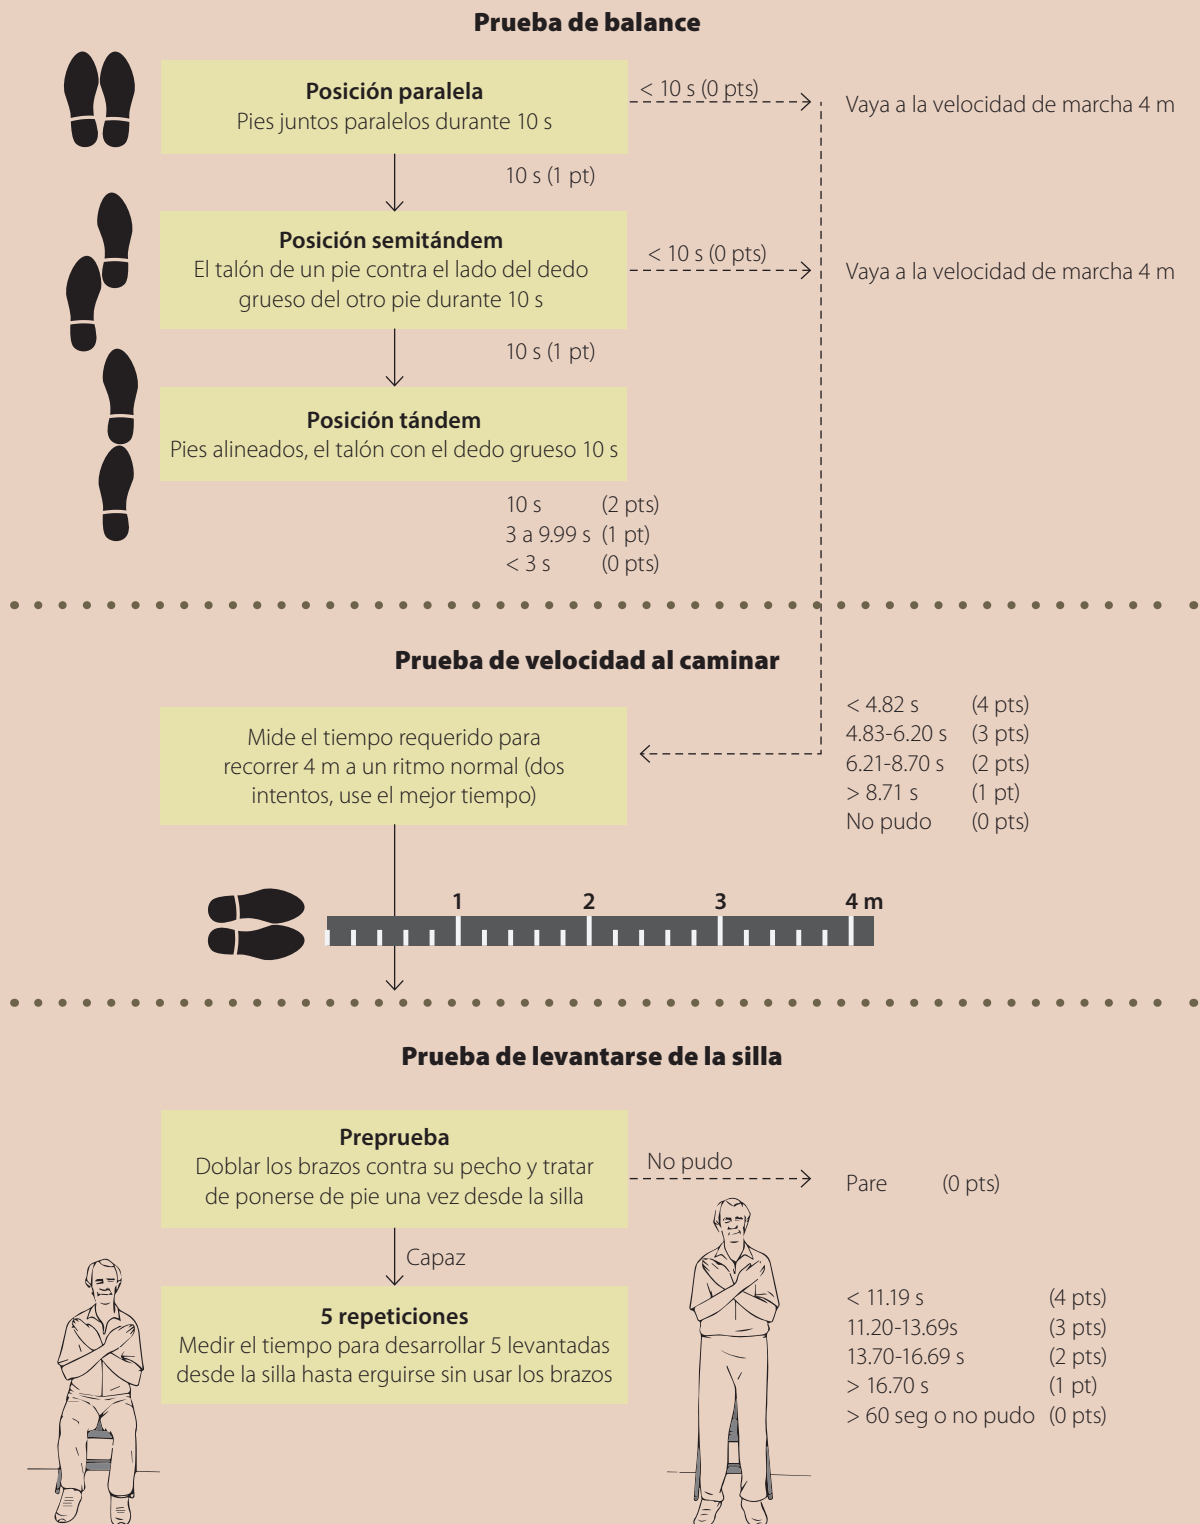 Prueba de balance
Posición paralela
Pies juntos paralelos durante 10 s
< 10 s (0 pts)
Vaya a la velocidad de marcha 4 m
10 s (1 pt)
Posición semitándem
El talón de un pie contra el lado del dedo
grueso del otro pie durante 10 s
< 10 s (0 pts)
Vaya a la velocidad de marcha 4 m
10 s (1 pt)
Posición tándem
Pies alineados, el talón con el dedo grueso 10 s
10 s (2 pts)
3 a 9.99 s (1 pt)
< 3 s (0 pts)
Prueba de velocidad al caminar
Mide el tiempo requerido para
recorrer 4 m a un ritmo normal (dos
intentos, use el mejor tiempo)
< 4.82 s (4 pts)
4.83-6.20 s (3 pts)
6.21-8.70 s (2 pts)
> 8.71 s (1 pt)
No pudo (0 pts)
1 2 3 4 m
Prueba de levantarse de la silla
Preprueba
Doblar los brazos contra su pecho y tratar
de ponerse de pie una vez desde la silla
No pudo
Pare (0 pts)
Capaz
5 repeticiones
Medir el tiempo para desarrollar 5 levantadas
desde la silla hasta erguirse sin usar los brazos
< 11.19 s (4 pts)
11.20-13.69s (3 pts)
13.70-16.69 s (2 pts)
> 16.70 s (1 pt)
> 60 seg o no pudo (0 pts)